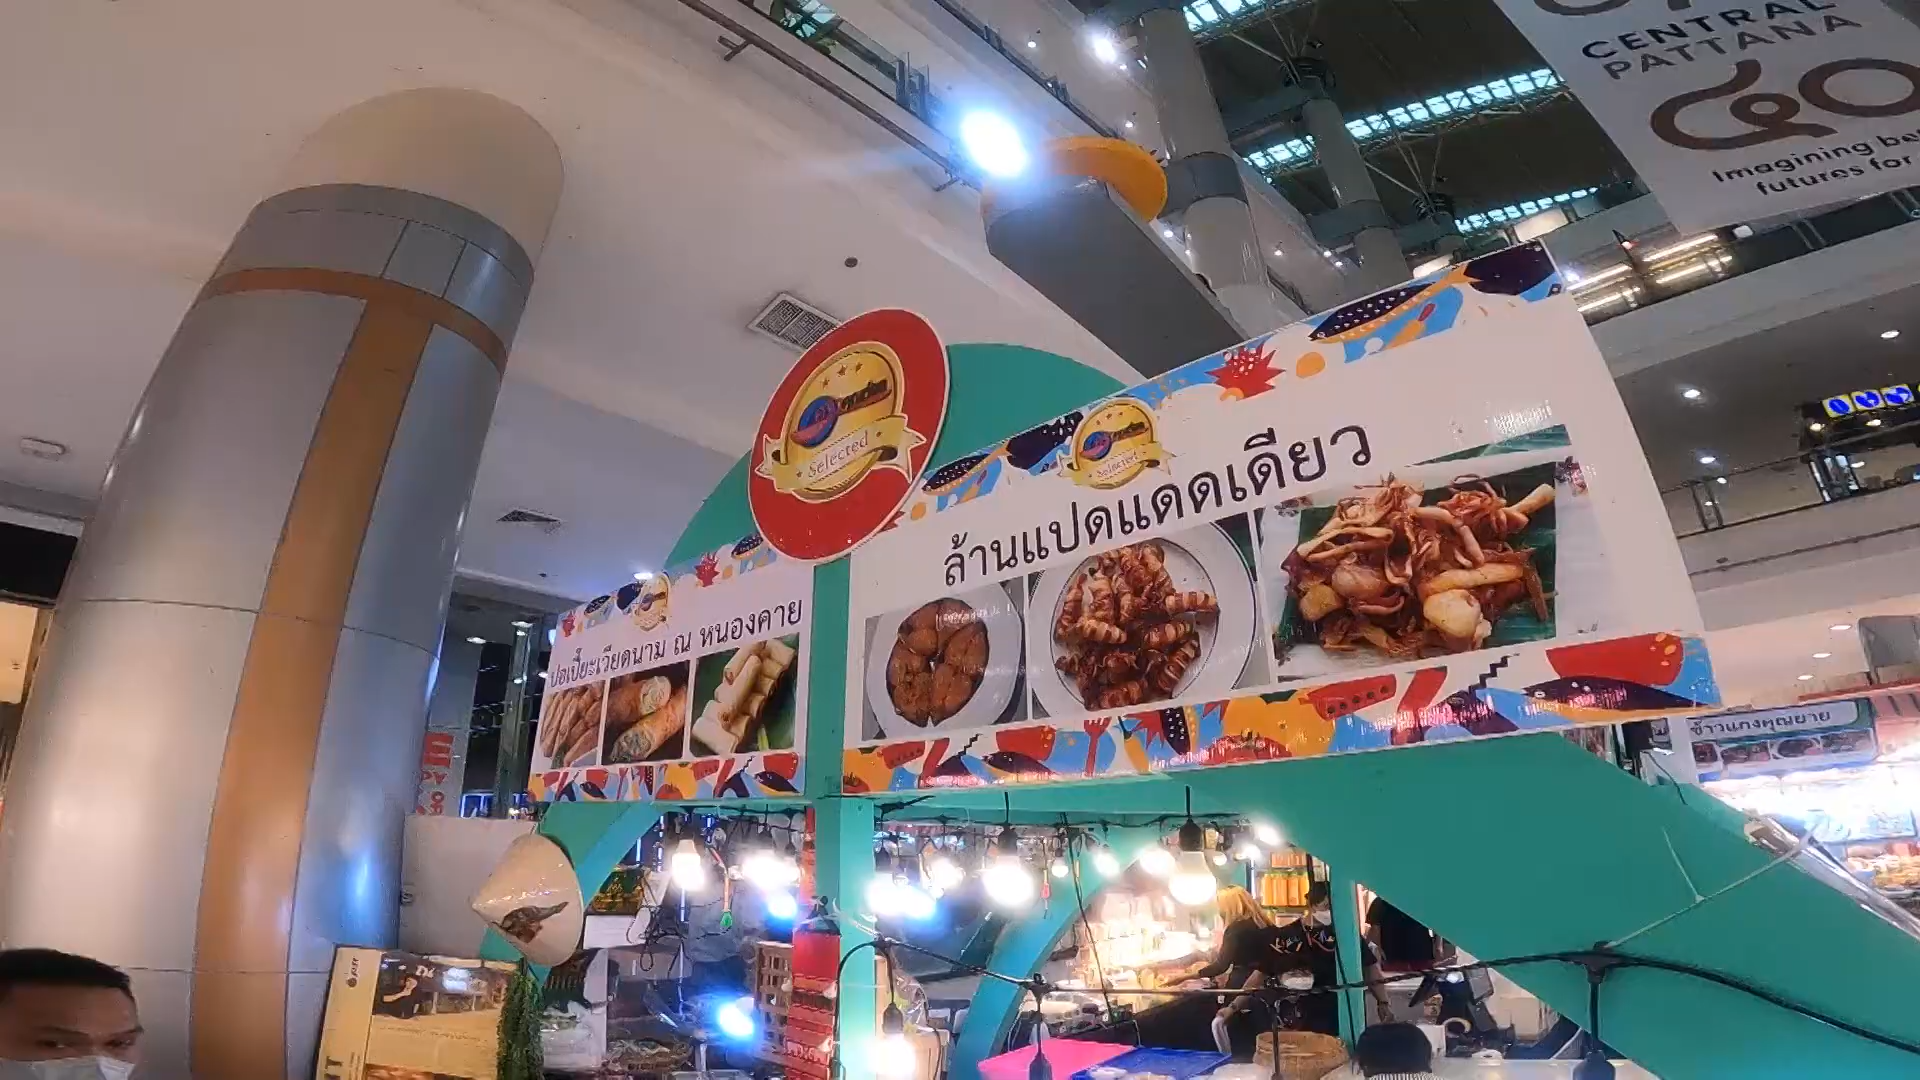 CENTRAL
PATTANA
๔๐
Imagining be
futures for
Selected
Selected
ล้านแปดแดดเดียว
ปอเปี๊ยะเวียดนาม ณ หนองคาย
ข้าวแกงคุณยาย